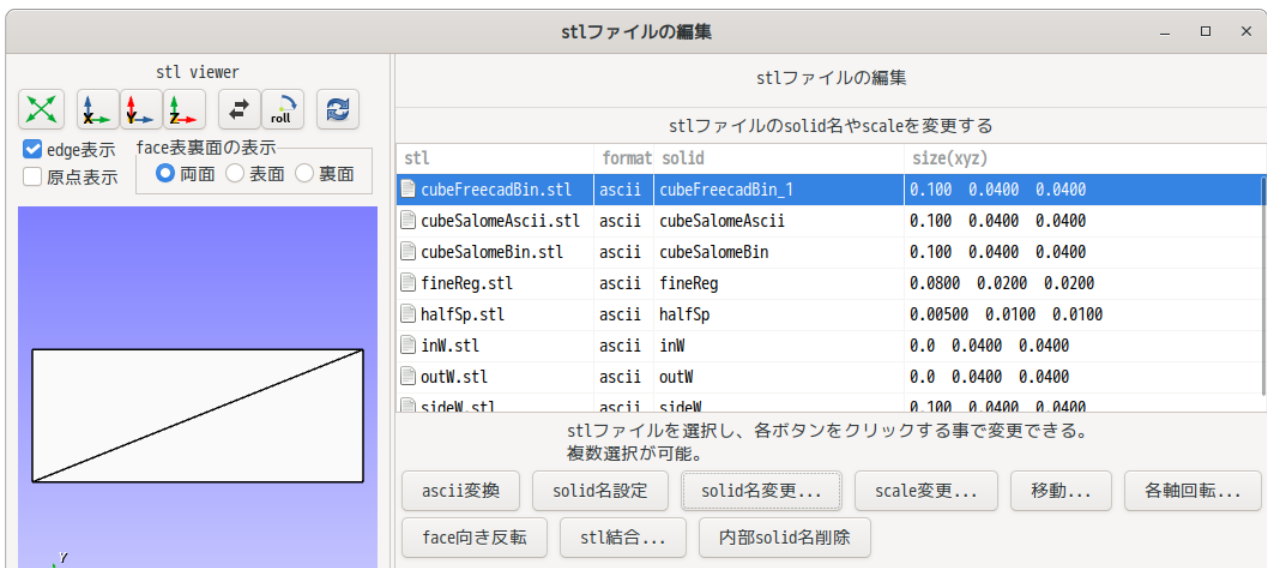 stlファイルの編集
stl viewer
X Y Z roll
edge表示
原点表示
face表裏面の表示
両面 表面 裏面
Y
stlファイルの編集
stlファイルのsolid名やscaleを変更する
stl format solid size(xyz)
cubeFreecadBin.stl ascii cubeFreecadBin_1 0.100 0.0400 0.0400
cubeSalomeAscii.stl ascii cubeSalomeAscii 0.100 0.0400 0.0400
cubeSalomeBin.stl ascii cubeSalomeBin 0.100 0.0400 0.0400
fineReg.stl ascii fineReg 0.0800 0.0200 0.0200
halfSp.stl ascii halfSp 0.00500 0.0100 0.0100
inW.stl ascii inW 0.0 0.0400 0.0400
outW.stl ascii outW 0.0 0.0400 0.0400
sideW.stl ascii sideW 0.100 0.0400 0.0400
stlファイルを選択し、各ボタンをクリックする事で変更できる。
複数選択が可能。
ascii変換 solid名設定 solid名変更... scale変更... 移動... 各軸回転...
face向き反転 stl結合... 内部solid名削除